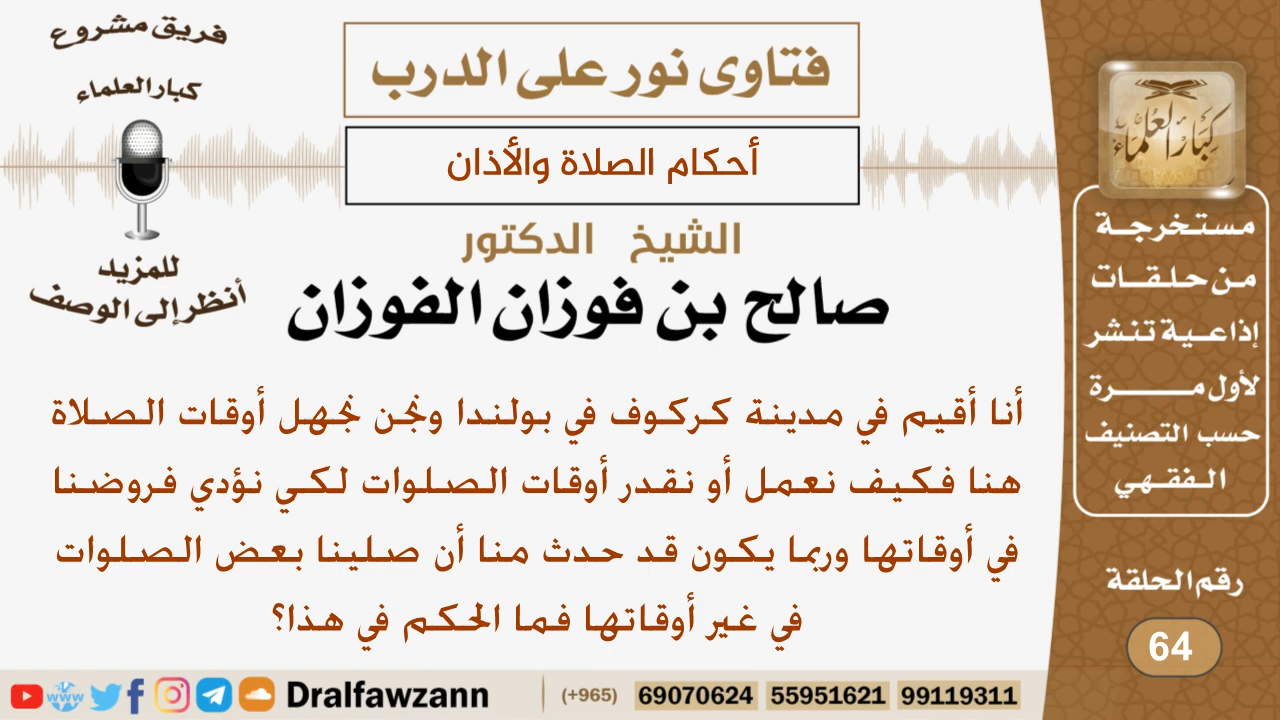 فريق مشروع
كبار العلماء
فتاوى نور على الدرب
أحكام الصلاة والأذان
الشيخ الدكتور
صالح بن فوزان الفوزان
للمزيد
أنظر إلى الوصف
أنا أقيم في مدينة كركوف في بولندا ونحن نجهل أوقات الصلاة
هنا فكيف نعمل أو نقدر أوقات الصلوات لكي نؤدي فروضنا
في أوقاتها وربما يكون قد حدث منا أن صلينا بعض الصلوات
في غير أوقاتها فما الحكم في هذا؟
كبار العلماء
مستخرجة
من حلقات
إذاعية تنشر
لأول مرة
حسب التصنيف
الفقهي
رقم الحلقة
64
www Dralfawzann (+965) 69070624 55951621 99119311